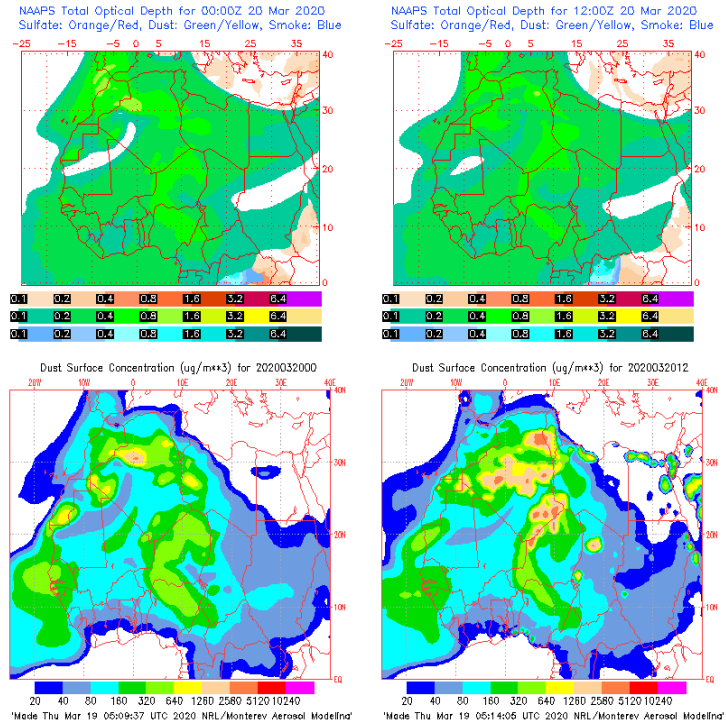 NAAPS Total Optical Depth for 00:00Z 20 Mar 2020
Sulfate: Orange/Red, Dust: Green/Yellow, Smoke: Blue
-25 -15 -5 0 5 15 25 35
40
30
20
10
0
0.1 0.2 0.4 0.8 1.6 3.2 6.4
0.1 0.2 0.4 0.8 1.6 3.2 6.4
0.1 0.2 0.4 0.8 1.6 3.2 6.4
NAAPS Total Optical Depth for 12:00Z 20 Mar 2020
Sulfate: Orange/Red, Dust: Green/Yellow, Smoke: Blue
-25 -15 -5 0 5 15 25 35
40
30
20
10
0
0.1 0.2 0.4 0.8 1.6 3.2 6.4
0.1 0.2 0.4 0.8 1.6 3.2 6.4
0.1 0.2 0.4 0.8 1.6 3.2 6.4
Dust Surface Concentration (ug/m**3) for 2020032000
20W 10W 0 10E 20E 30E 40E
40N
30N
20N
10N
EQ
20 40 80 160 320 640 1280 2580 5120 10240
'Made Thu Mar 19 05:09:37 UTC 2020 NRL/Monterey Aerosol Modeling'
Dust Surface Concentration (ug/m**3) for 2020032012
20W 10W 0 10E 20E 30E 40E
40N
30N
20N
10N
EQ
20 40 80 160 320 640 1280 2580 5120 10240
'Made Thu Mar 19 05:14:05 UTC 2020 NRL/Monterey Aerosol Modeling'